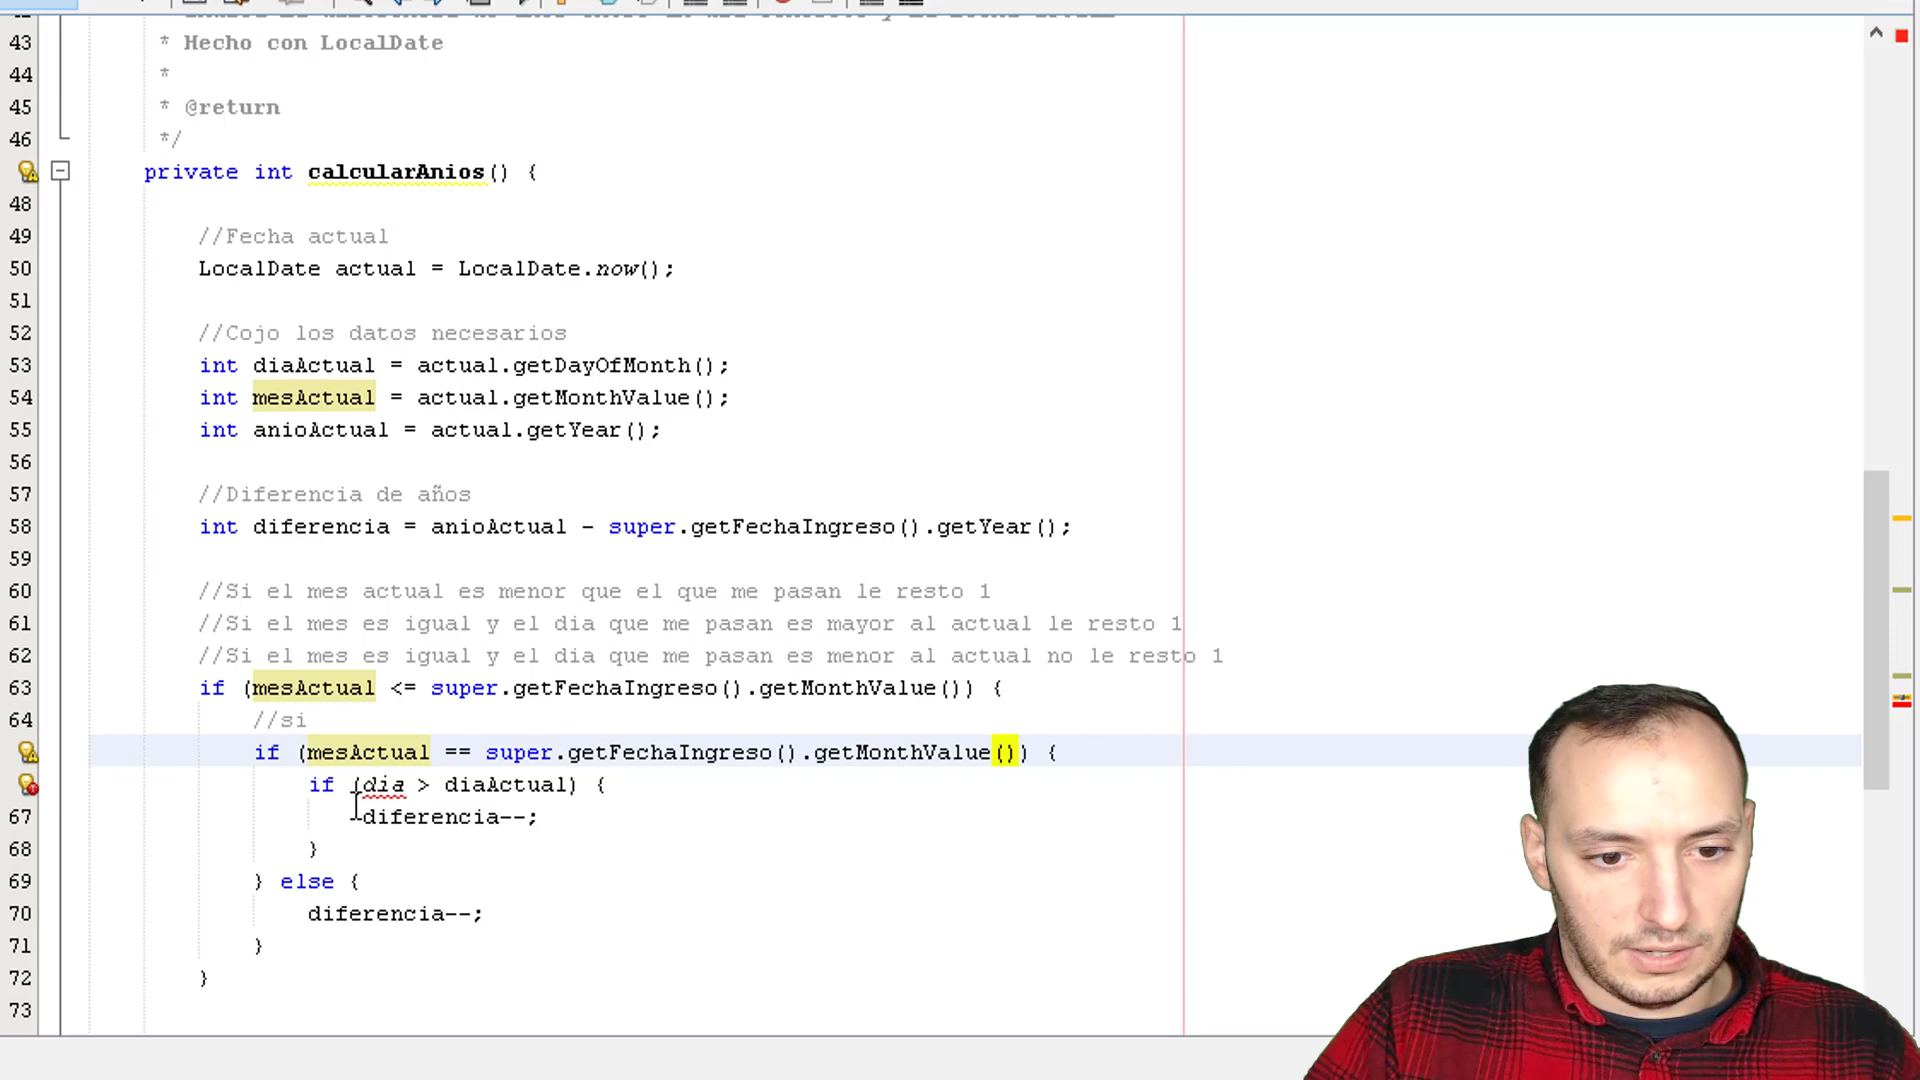 43 * Hecho con LocalDate
44 *
45 * @return
46 */
private int calcularAnios() {
48
49 //Fecha actual
50 LocalDate actual = LocalDate.now();
51
52 //Cojo los datos necesarios
53 int diaActual = actual.getDayOfMonth();
54 int mesActual = actual.getMonthValue();
55 int anioActual = actual.getYear();
56
57 //Diferencia de años
58 int diferencia = anioActual - super.getFechaIngreso().getYear();
59
60 //Si el mes actual es menor que el que me pasan le resto 1
61 //Si el mes es igual y el dia que me pasan es mayor al actual le resto 1
62 //Si el mes es igual y el dia que me pasan es menor al actual no le resto 1
63 if (mesActual <= super.getFechaIngreso().getMonthValue()) {
64 //si
if (mesActual == super.getFechaIngreso().getMonthValue()) {
if (dia > diaActual) {
67 diferencia--;
68 }
69 } else {
70 diferencia--;
71 }
72 }
73